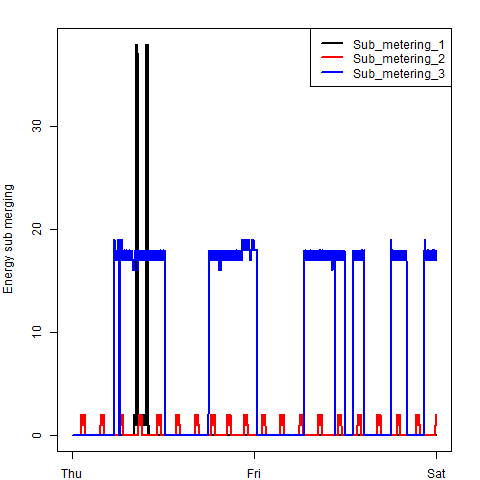 Sub_metering_1
Sub_metering_2
Sub_metering_3
Energy sub merging
30
20
10
0
Thu
Fri
Sat